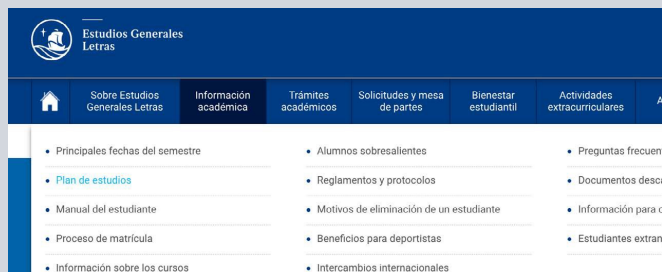 Estudios Generales
Letras
Sobre Estudios
Generales Letras
Información
académica
Trámites
académicos
Solicitudes y mesa
de partes
Bienestar
estudiantil
Actividades
extracurriculares
• Principales fechas del semestre
• Plan de estudios
• Manual del estudiante
• Proceso de matrícula
• Información sobre los cursos
• Alumnos sobresalientes
• Reglamentos y protocolos
• Motivos de eliminación de un estudiante
• Beneficios para deportistas
• Intercambios internacionales
• Preguntas
• Documentos
• Información para
• Estudiantes